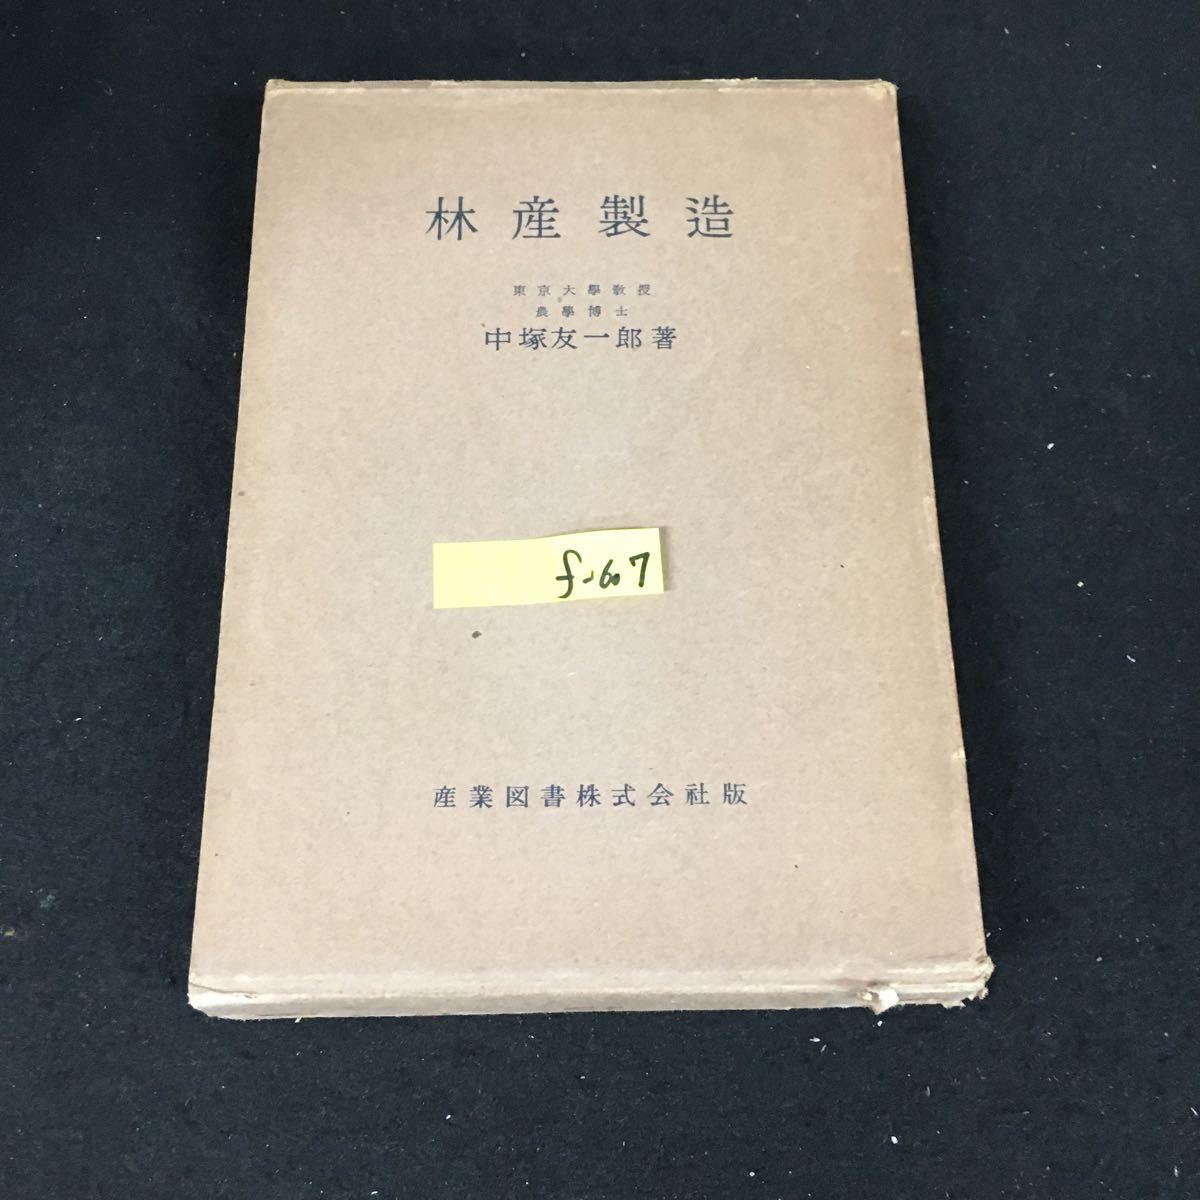 林産製造
東京大學教授
農學博士
中塚友一郎著
f-607
産業図書株式会社版